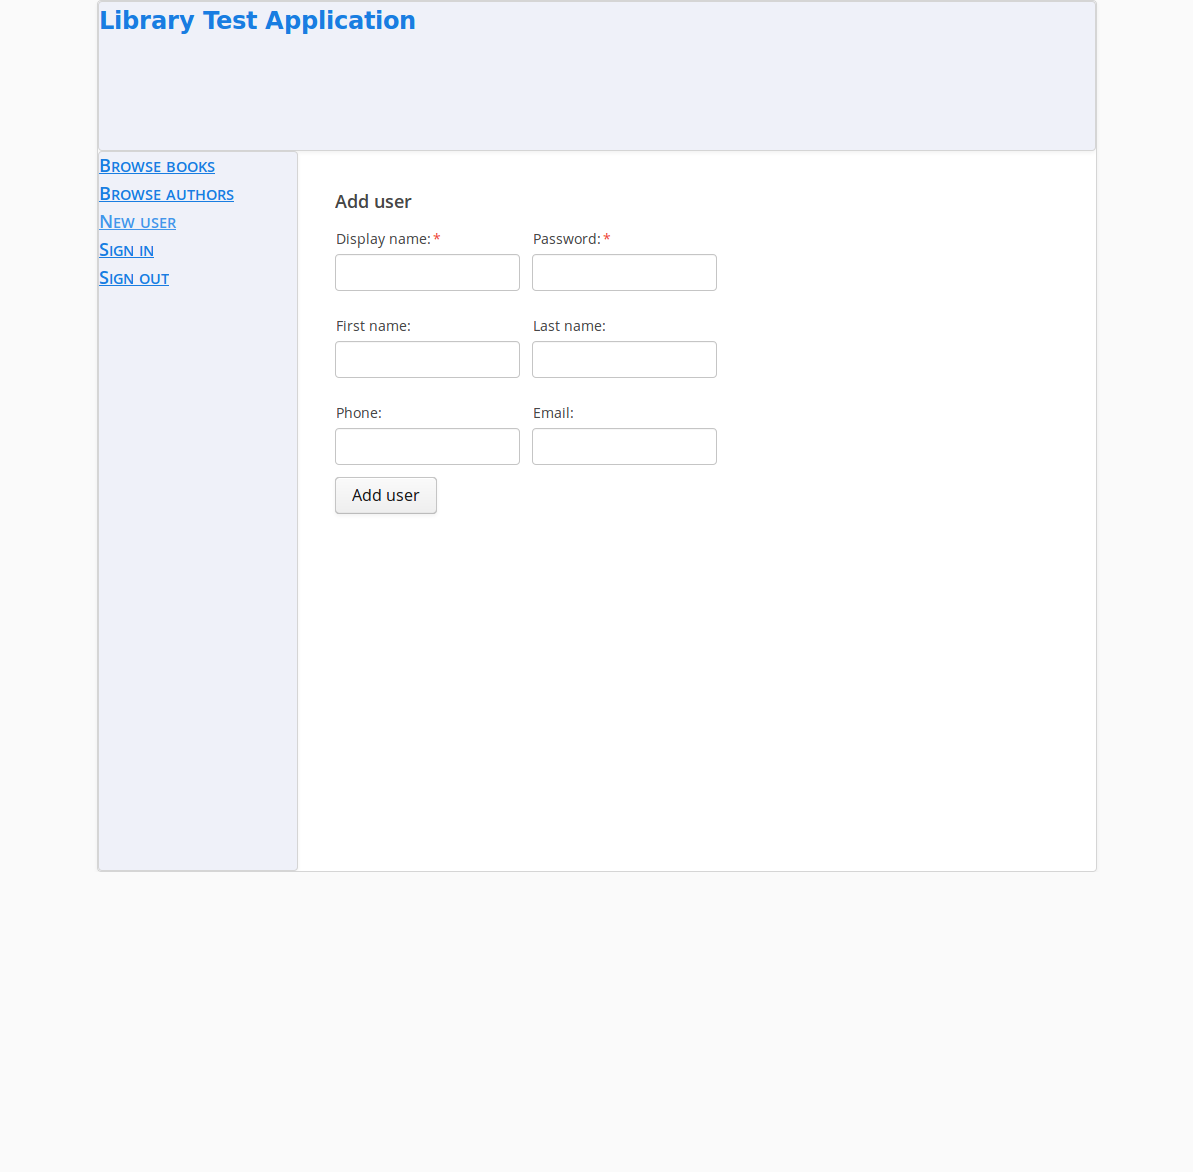 Library Test Application
Browse books
Browse authors
New user
Sign in
Sign out
Add user
Display name:* Password:*
First name: Last name:
Phone: Email:
Add user